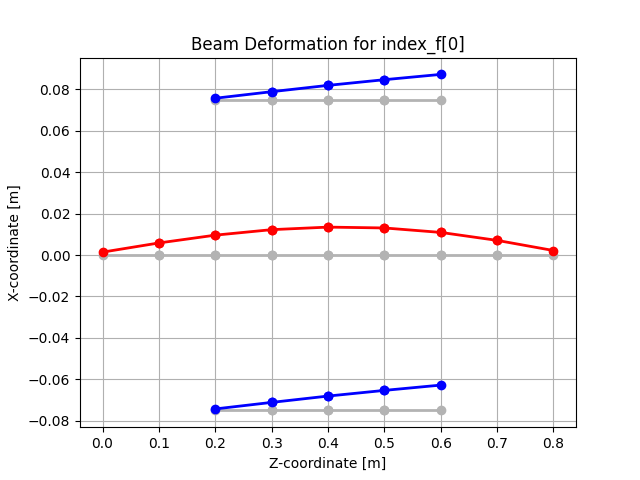 Beam Deformation for index_f[0]
X-coordinate [m]
0.08
0.06
0.04
0.02
0.00
−0.02
−0.04
−0.06
−0.08
0.0 0.1 0.2 0.3 0.4 0.5 0.6 0.7 0.8
Z-coordinate [m]